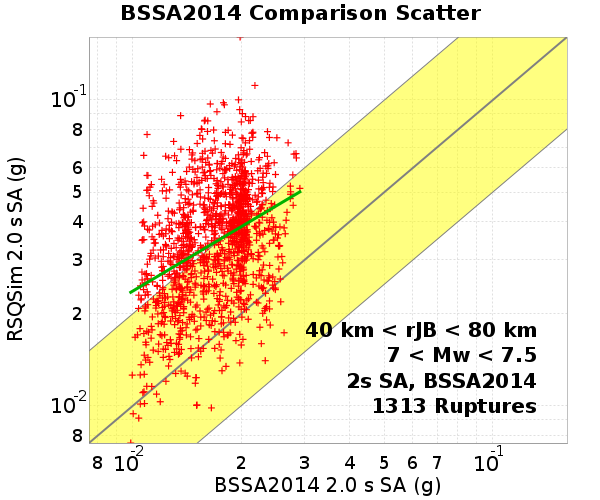 BSSA2014 Comparison Scatter
RSQSim 2.0 s SA (g)
10-1
8
6
5
4
3
2
10-2
8
40 km < rJB < 80 km
7 < Mw < 7.5
2s SA, BSSA2014
1313 Ruptures
8 10-2 2 3 4 5 6 7 10-1
BSSA2014 2.0 s SA (g)